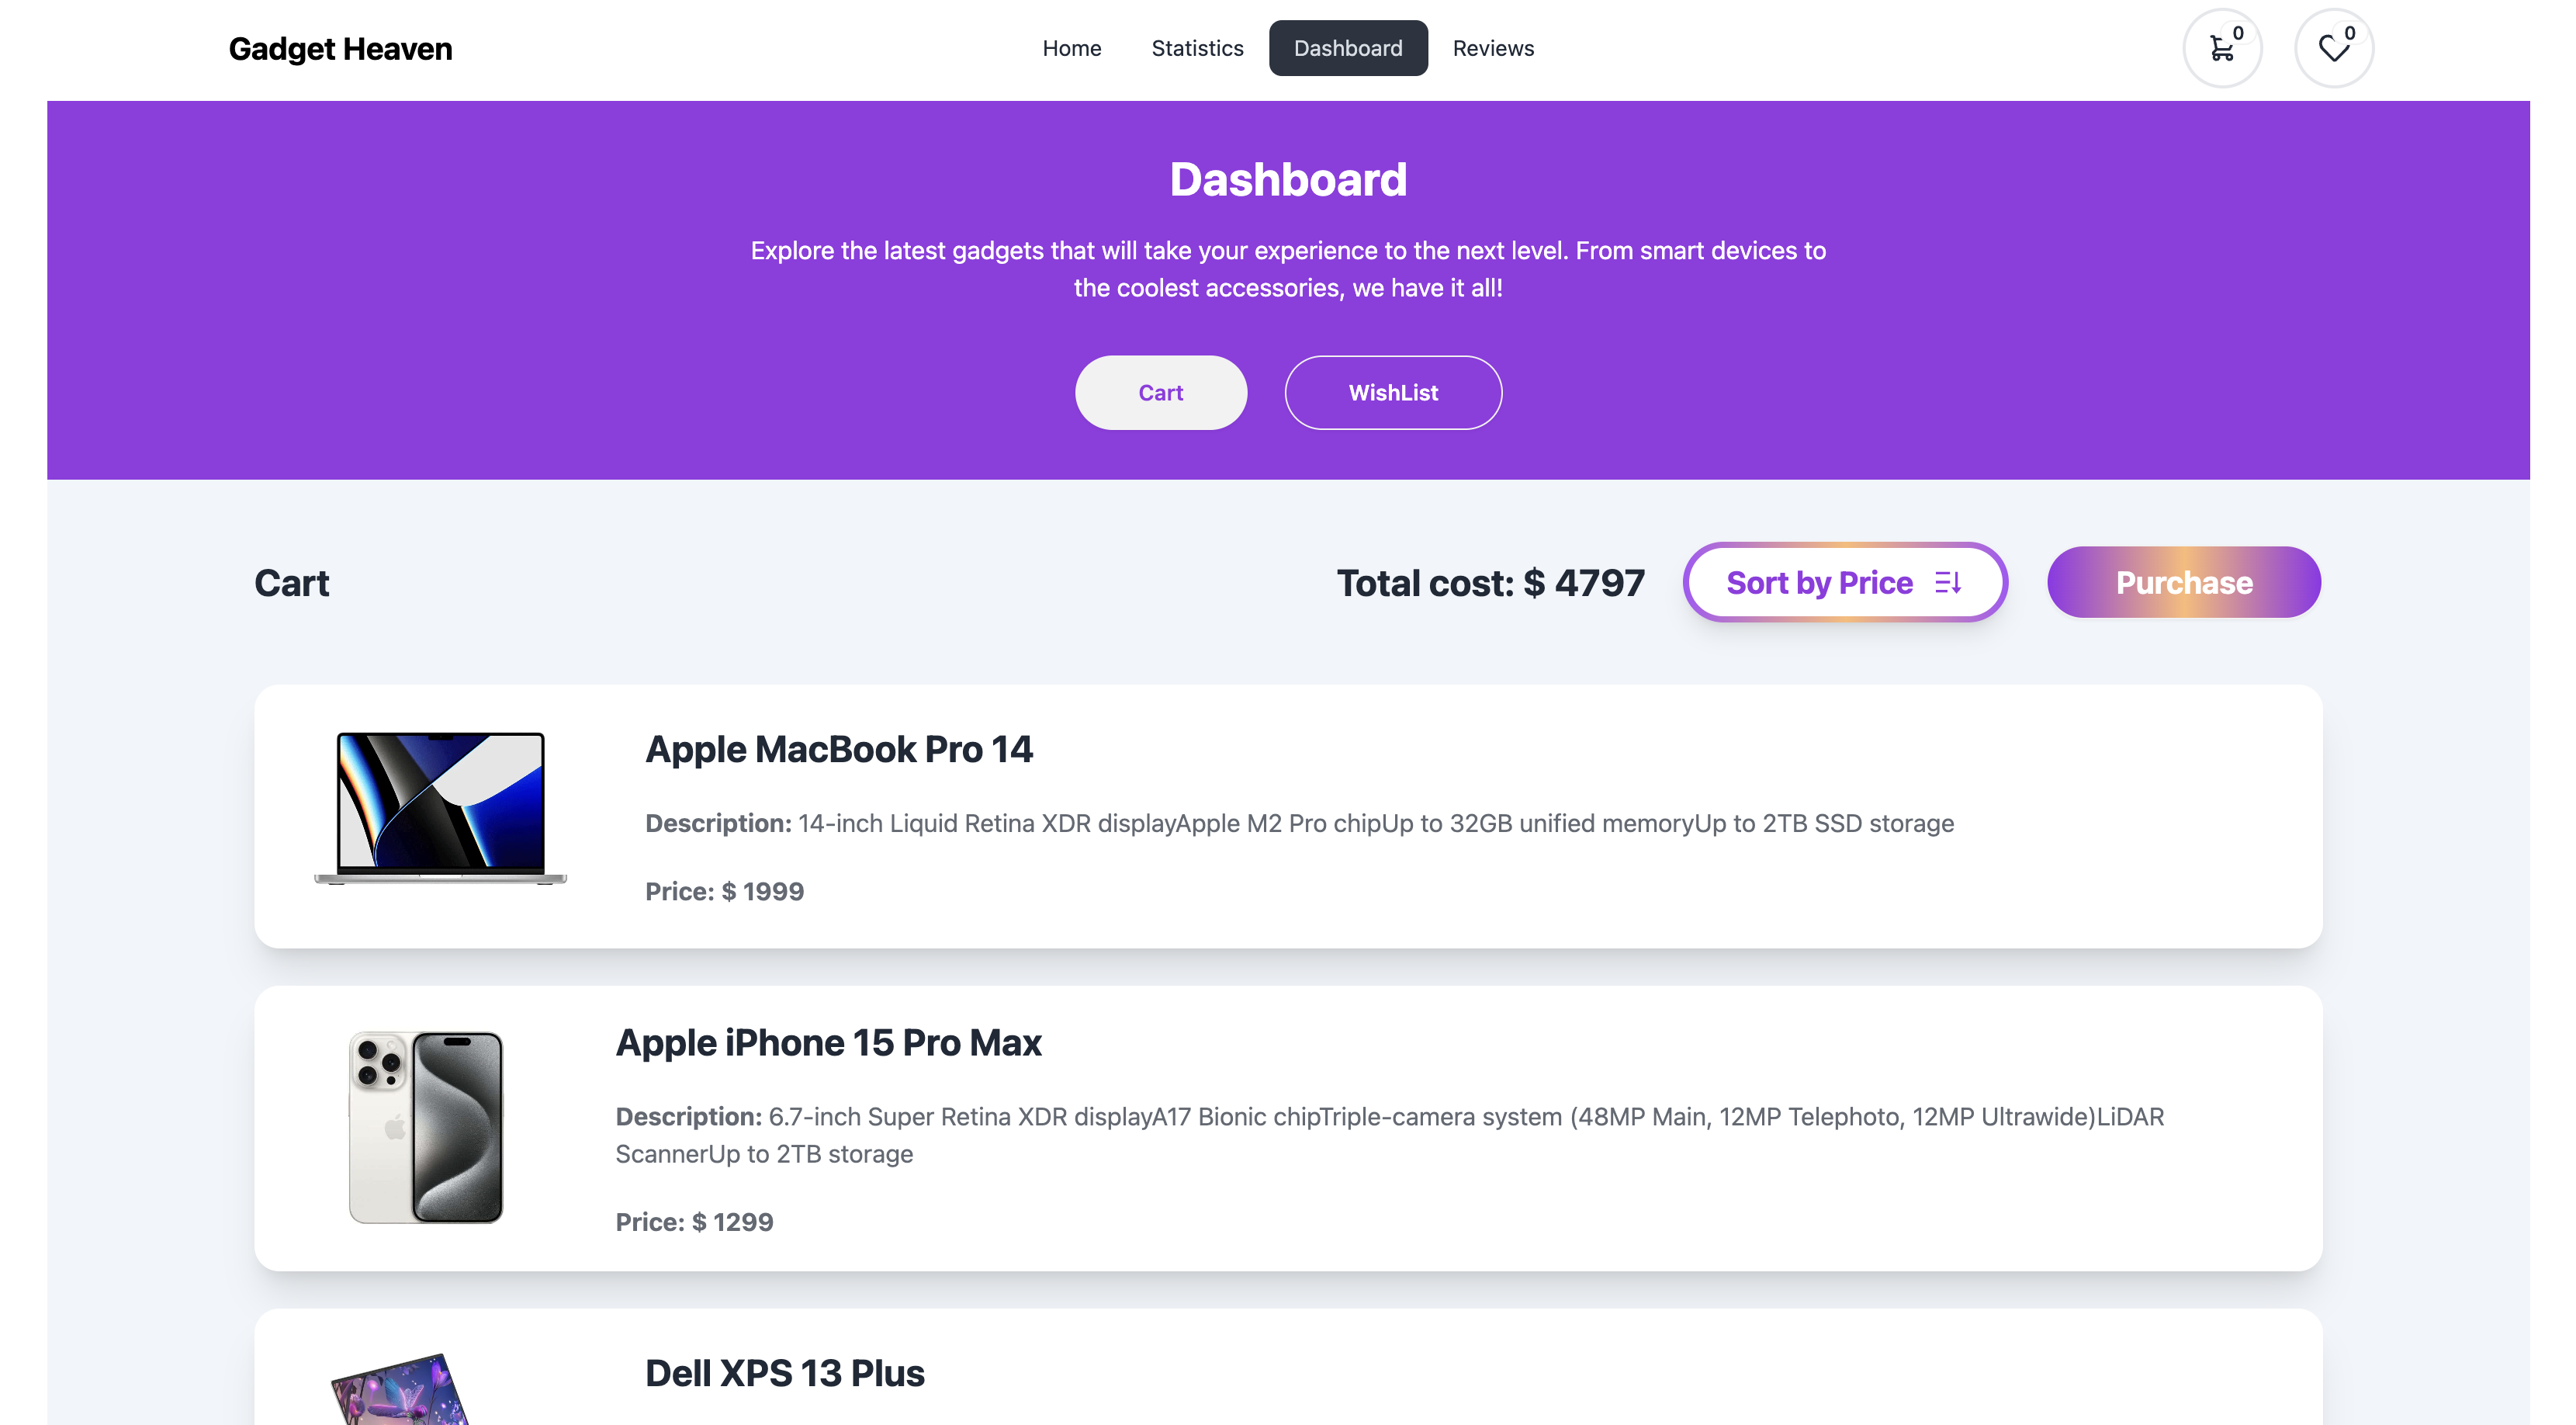 Gadget Heaven
Home
Statistics
Dashboard
Reviews
0
0
Dashboard
Explore the latest gadgets that will take your experience to the next level. From smart devices to
the coolest accessories, we have it all!
Cart
WishList
Cart
Total cost: $ 4797
Sort by Price
Purchase
Apple MacBook Pro 14
Description: 14-inch Liquid Retina XDR displayApple M2 Pro chipUp to 32GB unified memoryUp to 2TB SSD storage
Price: $ 1999
Apple iPhone 15 Pro Max
Description: 6.7-inch Super Retina XDR displayA17 Bionic chipTriple-camera system (48MP Main, 12MP Telephoto, 12MP Ultrawide)LiDAR
ScannerUp to 2TB storage
Price: $ 1299
Dell XPS 13 Plus